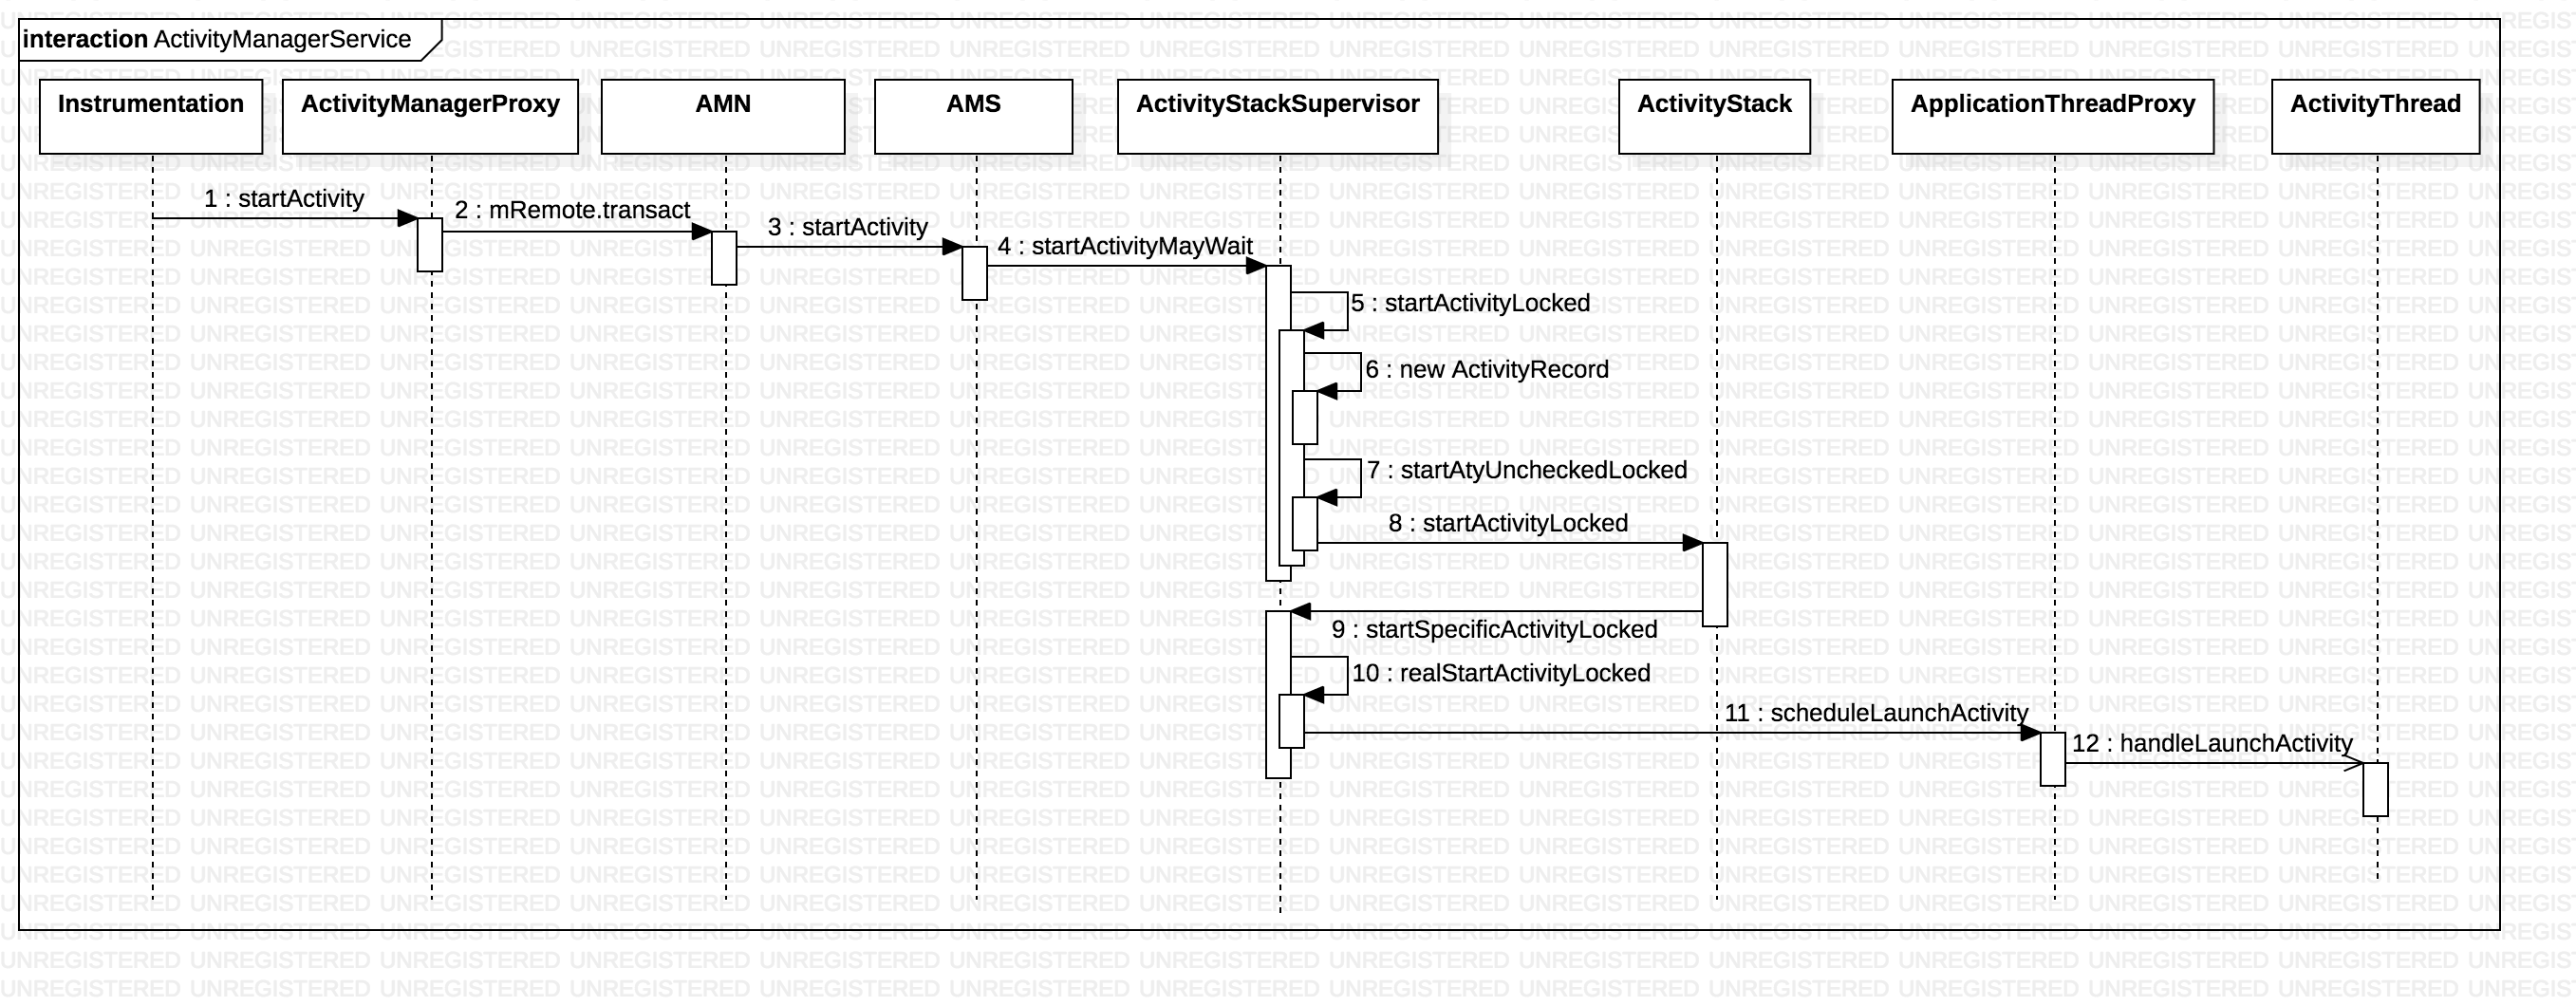 interaction ActivityManagerService
Instrumentation
ActivityManagerProxy
AMN
AMS
ActivityStackSupervisor
ActivityStack
ApplicationThreadProxy
ActivityThread
1 : startActivity
2 : mRemote.transact
3 : startActivity
4 : startActivityMayWait
5 : startActivityLocked
6 : new ActivityRecord
7 : startAtyUncheckedLocked
8 : startActivityLocked
9 : startSpecificActivityLocked
10 : realStartActivityLocked
11 : scheduleLaunchActivity
12 : handleLaunchActivity
UNREGISTERED